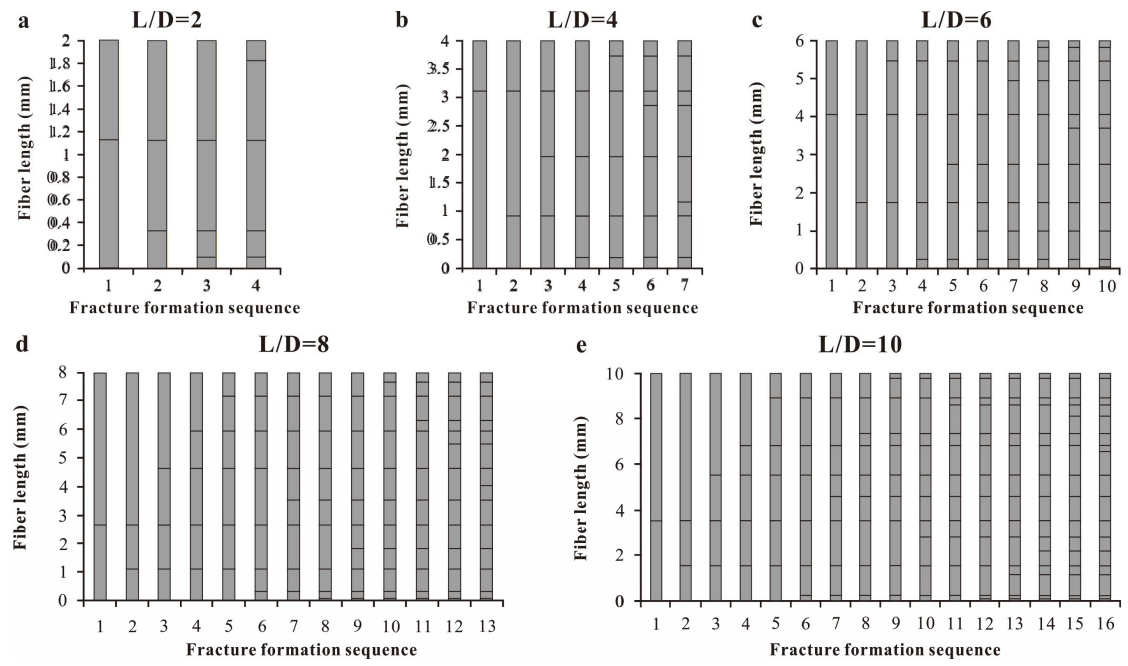 a
L/D=2
Fiber length (mm)
2
1.8
1.6
1.4
1.2
1
0.8
0.6
0.4
0.2
0
1 2 3 4
Fracture formation sequence
b
L/D=4
Fiber length (mm)
4
3.5
3
2.5
2
1.5
1
0.5
0
1 2 3 4 5 6 7
Fracture formation sequence
c
L/D=6
Fiber length (mm)
6
5
4
3
2
1
0
1 2 3 4 5 6 7 8 9 10
Fracture formation sequence
d
L/D=8
Fiber length (mm)
8
7
6
5
4
3
2
1
0
1 2 3 4 5 6 7 8 9 10 11 12 13
Fracture formation sequence
e
L/D=10
Fiber length (mm)
10
8
6
4
2
0
1 2 3 4 5 6 7 8 9 10 11 12 13 14 15 16
Fracture formation sequence